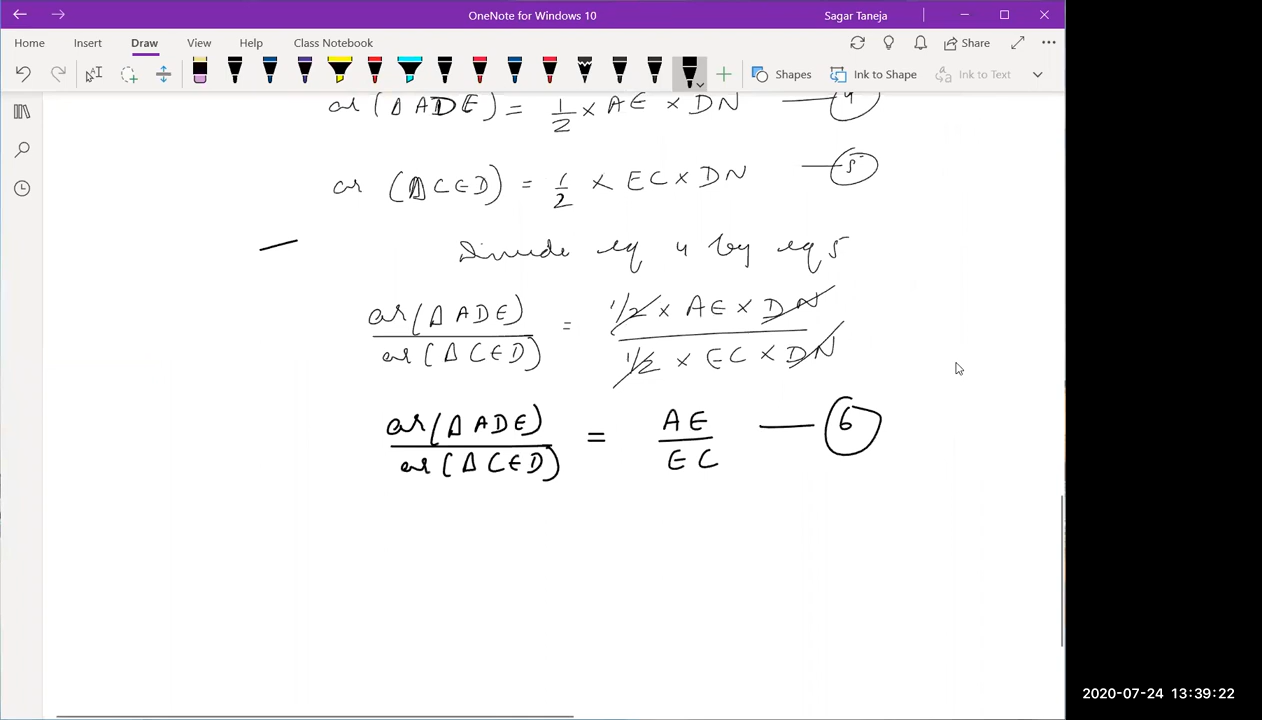 OneNote for Windows 10
Sagar Taneja
Home Insert Draw View Help Class Notebook
Share
Shapes Ink to Shape Ink to Text
ar (Δ ADE) = 1/2 × AE × DN — 4
ar (Δ CED) = 1/2 × EC × DN — 5
Divide eq 4 by eq 5
ar(Δ ADE)/ar(Δ CED) = 1/2 × AE × DN/1/2 × EC × DN
ar(Δ ADE)/ar(Δ CED) = AE/EC — 6
2020-07-24 13:39:22